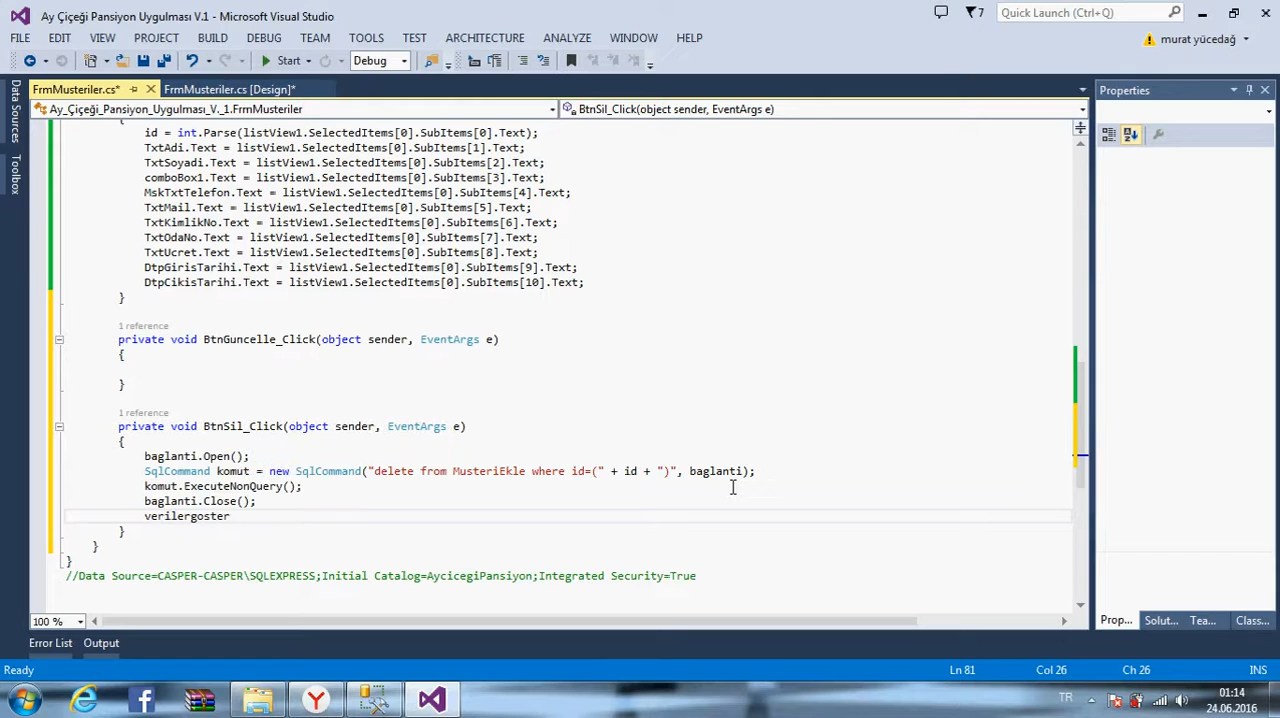 Ay Çiçeği Pansiyon Uygulması V.1 - Microsoft Visual Studio
7
Quick Launch (Ctrl+Q)
FILE EDIT VIEW PROJECT BUILD DEBUG TEAM TOOLS TEST ARCHITECTURE ANALYZE WINDOW HELP
murat yücedağ
Start
Debug
FrmMusteriler.cs*
FrmMusteriler.cs [Design]*
Ay_Çiçeği_Pansiyon_Uygulması_V._1.FrmMusteriler
BtnSil_Click(object sender, EventArgs e)
Data Sources
Toolbox
{
id = int.Parse(listView1.SelectedItems[0].SubItems[0].Text);
TxtAdi.Text = listView1.SelectedItems[0].SubItems[1].Text;
TxtSoyadi.Text = listView1.SelectedItems[0].SubItems[2].Text;
comboBox1.Text = listView1.SelectedItems[0].SubItems[3].Text;
MskTxtTelefon.Text = listView1.SelectedItems[0].SubItems[4].Text;
TxtMail.Text = listView1.SelectedItems[0].SubItems[5].Text;
TxtKimlikNo.Text = listView1.SelectedItems[0].SubItems[6].Text;
TxtOdaNo.Text = listView1.SelectedItems[0].SubItems[7].Text;
TxtUcret.Text = listView1.SelectedItems[0].SubItems[8].Text;
DtpGirisTarihi.Text = listView1.SelectedItems[0].SubItems[9].Text;
DtpCikisTarihi.Text = listView1.SelectedItems[0].SubItems[10].Text;
}
1 reference
private void BtnGuncelle_Click(object sender, EventArgs e)
{
}
1 reference
private void BtnSil_Click(object sender, EventArgs e)
{
baglanti.Open();
SqlCommand komut = new SqlCommand("delete from MusteriEkle where id=(" + id + ")", baglanti);
komut.ExecuteNonQuery();
baglanti.Close();
verilergoster
}
}
}
//Data Source=CASPER-CASPER\SQLEXPRESS;Initial Catalog=AycicegiPansiyon;Integrated Security=True
100 %
Properties
Prop... Solut... Tea... Class...
Error List Output
Ready
Ln 81
Col 26
Ch 26
INS
TR
01:14
24.06.2016